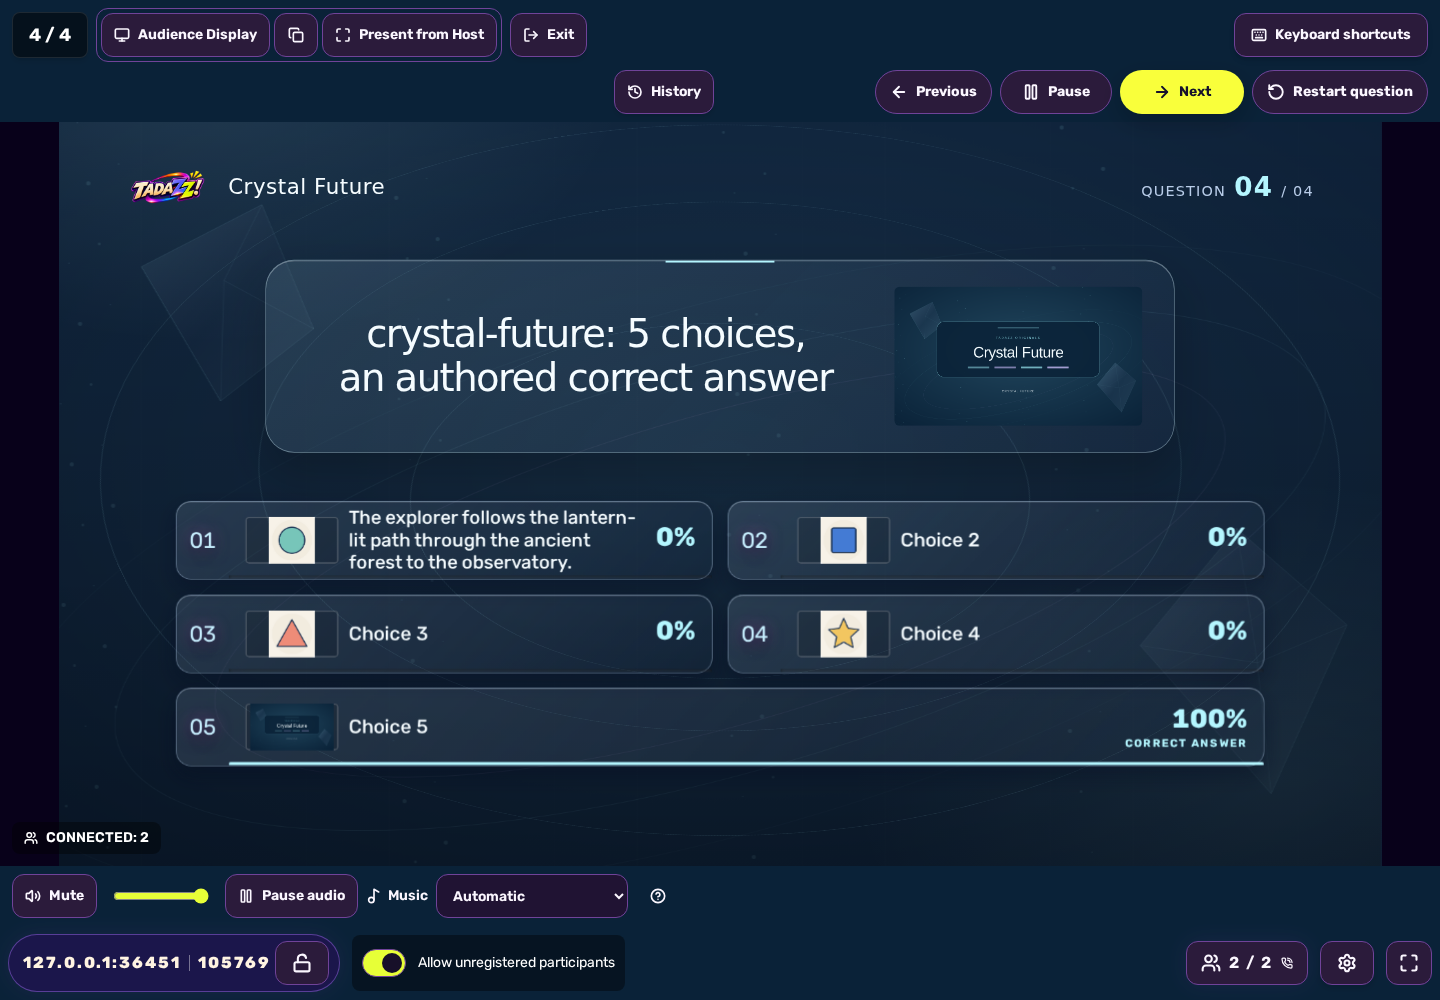 4 / 4
Audience Display
Present from Host
Exit
Keyboard shortcuts
History
Previous
Pause
Next
Restart question
TADAZZ!
Crystal Future
QUESTION 04 / 04
crystal-future: 5 choices,
an authored correct answer
Crystal Future
01
The explorer follows the lantern-
lit path through the ancient
forest to the observatory.
0%
02
Choice 2
0%
03
Choice 3
0%
04
Choice 4
0%
05
Crystal Future
Choice 5
100%
CORRECT ANSWER
CONNECTED: 2
Mute
Pause audio
Music
Automatic
127.0.0.1:36451
105769
Allow unregistered participants
2 / 2